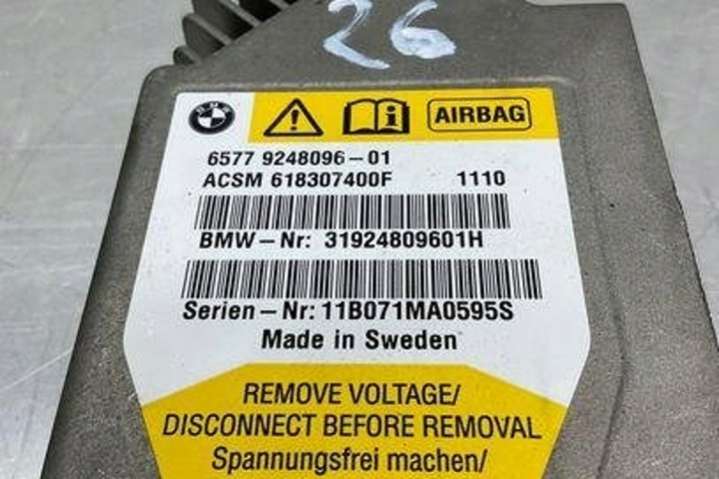 26
BMW
AIRBAG
6577 9248096-01
ACSM 618307400F 1110
BMW-Nr: 31924809601H
Serien-Nr: 11B071MA0595S
Made in Sweden
REMOVE VOLTAGE/
DISCONNECT BEFORE REMOVAL
Spannungsfrei machen/